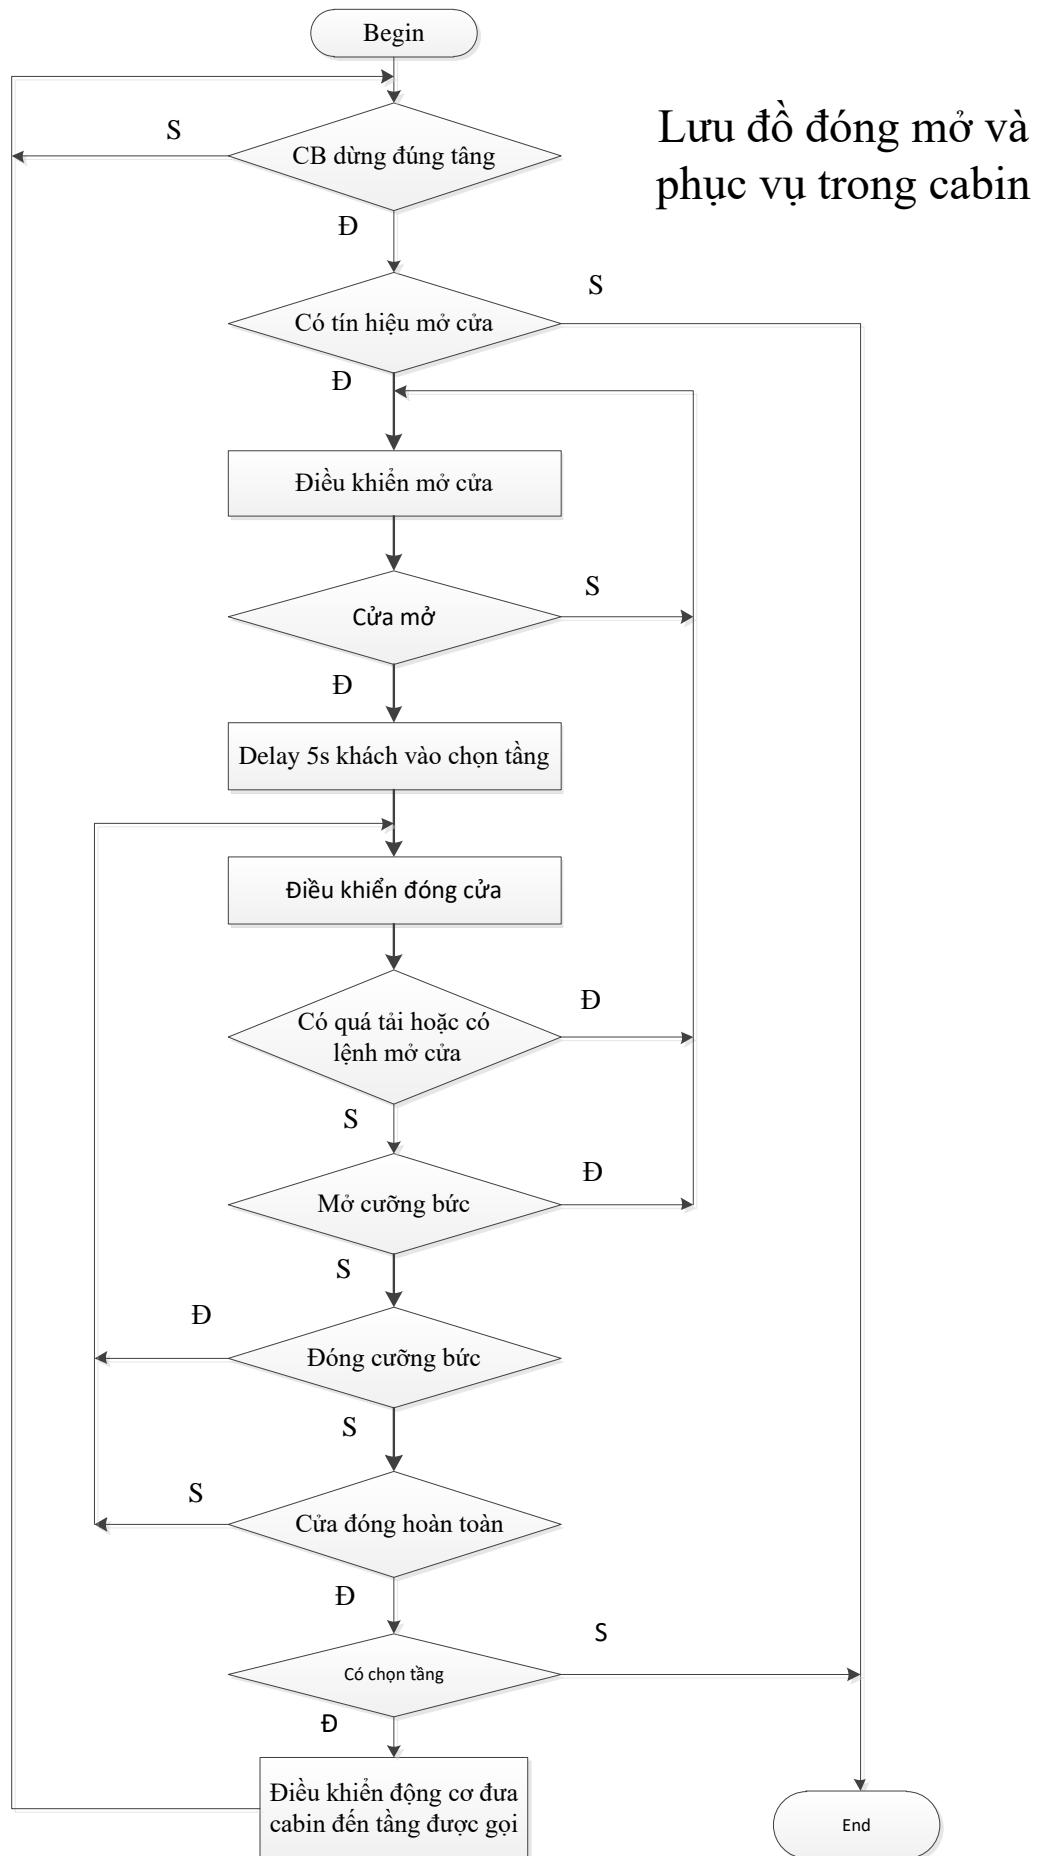 Begin
Lưu đồ đóng mở và
phục vụ trong cabin
S
CB dừng đúng tâng
Đ
S
Có tín hiệu mở cửa
Đ
Điều khiển mở cửa
S
Cửa mở
Đ
Delay 5s khách vào chọn tầng
Điều khiển đóng cửa
Đ
Có quá tải hoặc có
lệnh mở cửa
S
Đ
Mở cưỡng bức
S
Đ
Đóng cưỡng bức
S
S
Cửa đóng hoàn toàn
Đ
S
Có chọn tầng
Đ
Điều khiển động cơ đưa
cabin đến tầng được gọi
End